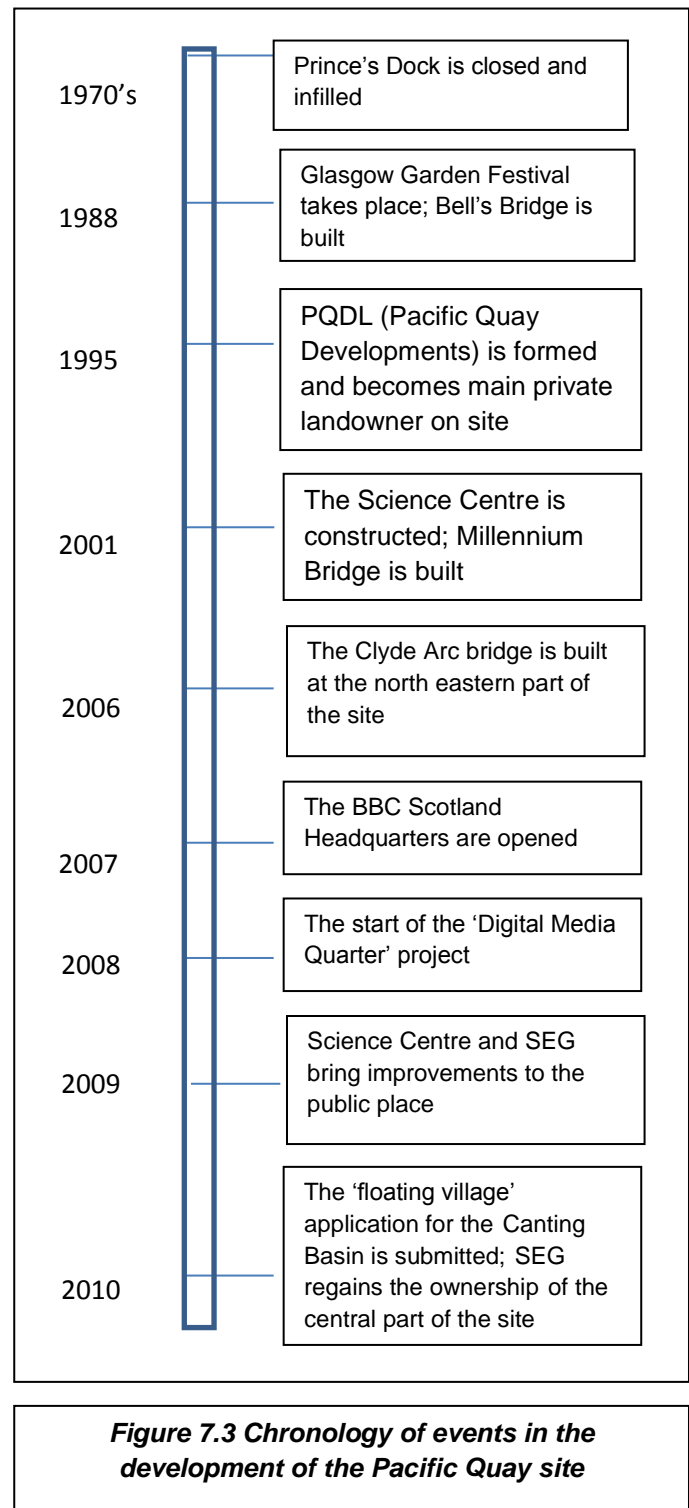 1970's
Prince's Dock is closed and
infilled
1988
Glasgow Garden Festival
takes place; Bell's Bridge is
built
1995
PQDL (Pacific Quay
Developments) is formed
and becomes main private
landowner on site
2001
The Science Centre is
constructed; Millennium
Bridge is built
2006
The Clyde Arc bridge is built
at the north eastern part of
the site
2007
The BBC Scotland
Headquarters are opened
2008
The start of the ‘Digital Media
Quarter’ project
2009
Science Centre and SEG
bring improvements to the
public place
2010
The ‘floating village’
application for the Canting
Basin is submitted; SEG
regains the ownership of the
central part of the site
Figure 7.3 Chronology of events in the
development of the Pacific Quay site